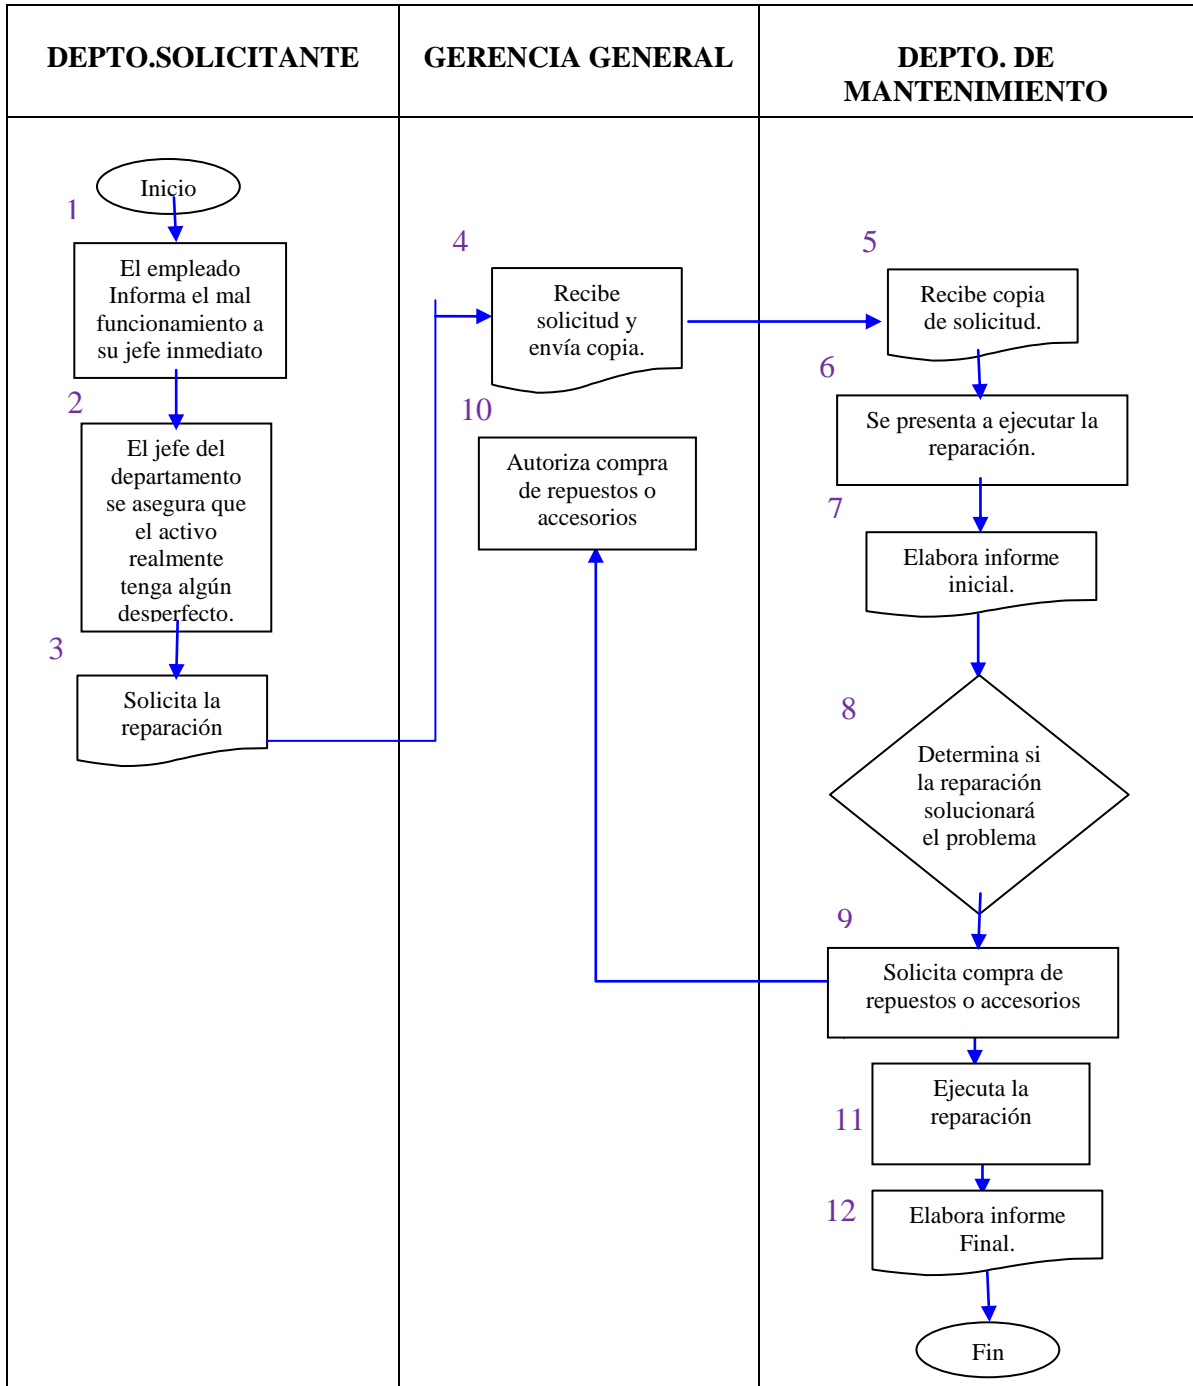 DEPTO.SOLICITANTE
GERENCIA GENERAL
DEPTO. DE
MANTENIMIENTO
Inicio
1
El empleado
Informa el mal
funcionamiento a
su jefe inmediato
2
El jefe del
departamento
se asegura que
el activo
realmente
tenga algún
desperfecto.
3
Solicita la
reparación
4
Recibe
solicitud y
envía copia.
5
Recibe copia
de solicitud.
6
Se presenta a ejecutar la
reparación.
7
Elabora informe
inicial.
8
Determina si
la reparación
solucionará
el problema
9
Solicita compra de
repuestos o accesorios
10
Autoriza compra
de repuestos o
accesorios
11
Ejecuta la
reparación
12
Elabora informe
Final.
Fin